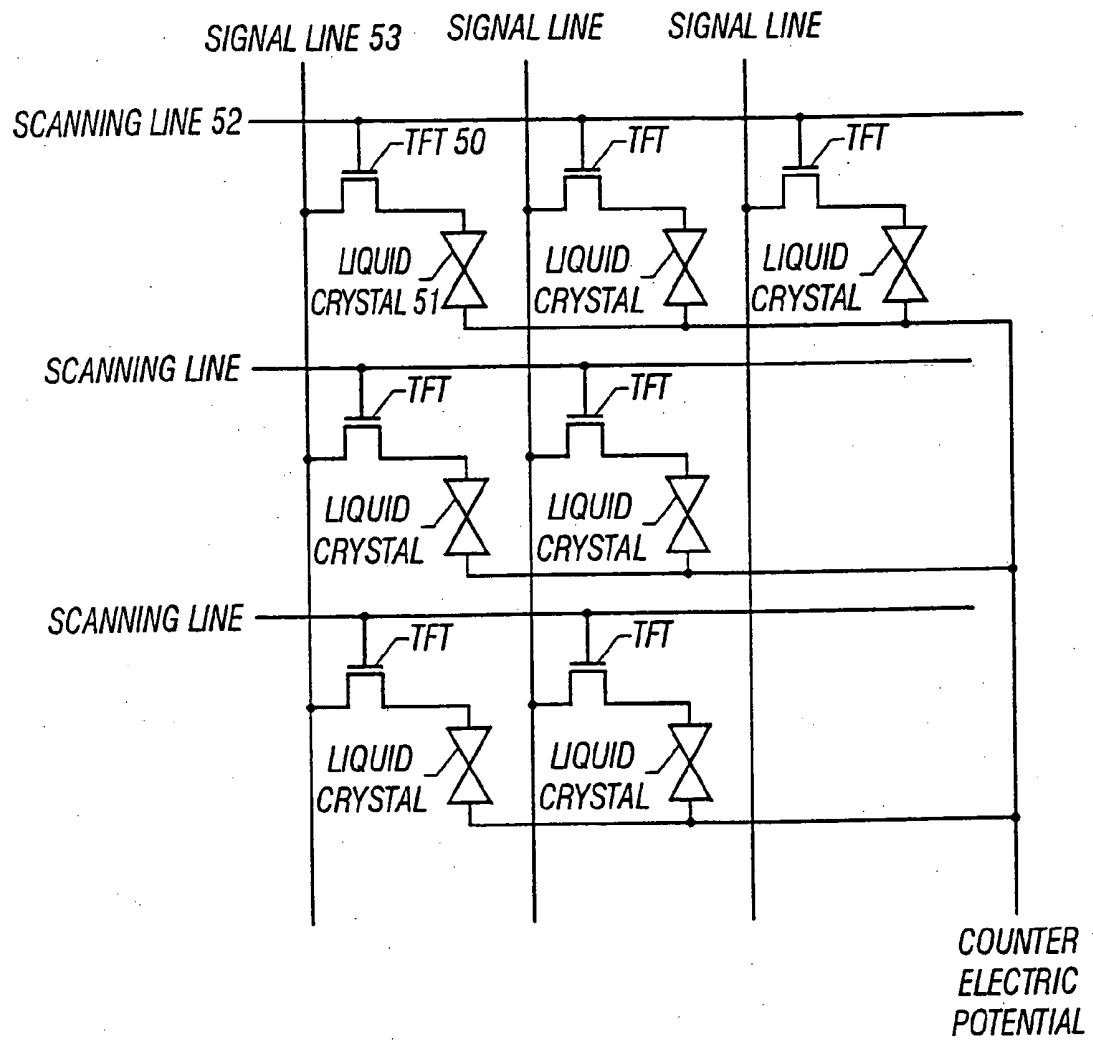 SIGNAL LINE 53
SIGNAL LINE
SIGNAL LINE
SCANNING LINE 52
TFT 50
TFT
TFT
LIQUID
CRYSTAL 51
LIQUID
CRYSTAL
LIQUID
CRYSTAL
SCANNING LINE
TFT
TFT
LIQUID
CRYSTAL
LIQUID
CRYSTAL
SCANNING LINE
TFT
TFT
LIQUID
CRYSTAL
LIQUID
CRYSTAL
COUNTER
ELECTRIC
POTENTIAL